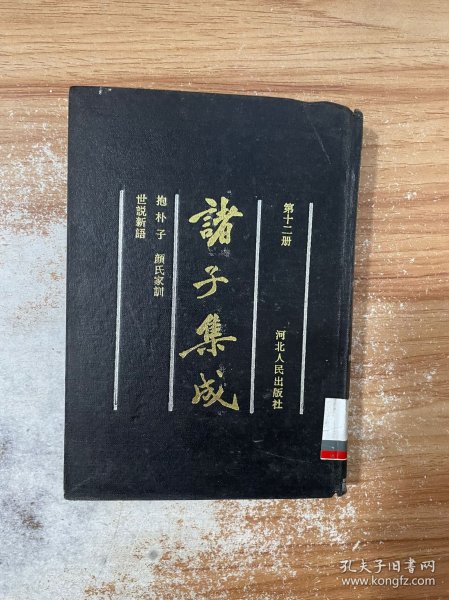 第十二册
河北人民出版社
諸子集成
抱朴子 顏氏家訓
世説新語
孔夫子旧书网
www.kongfz.com